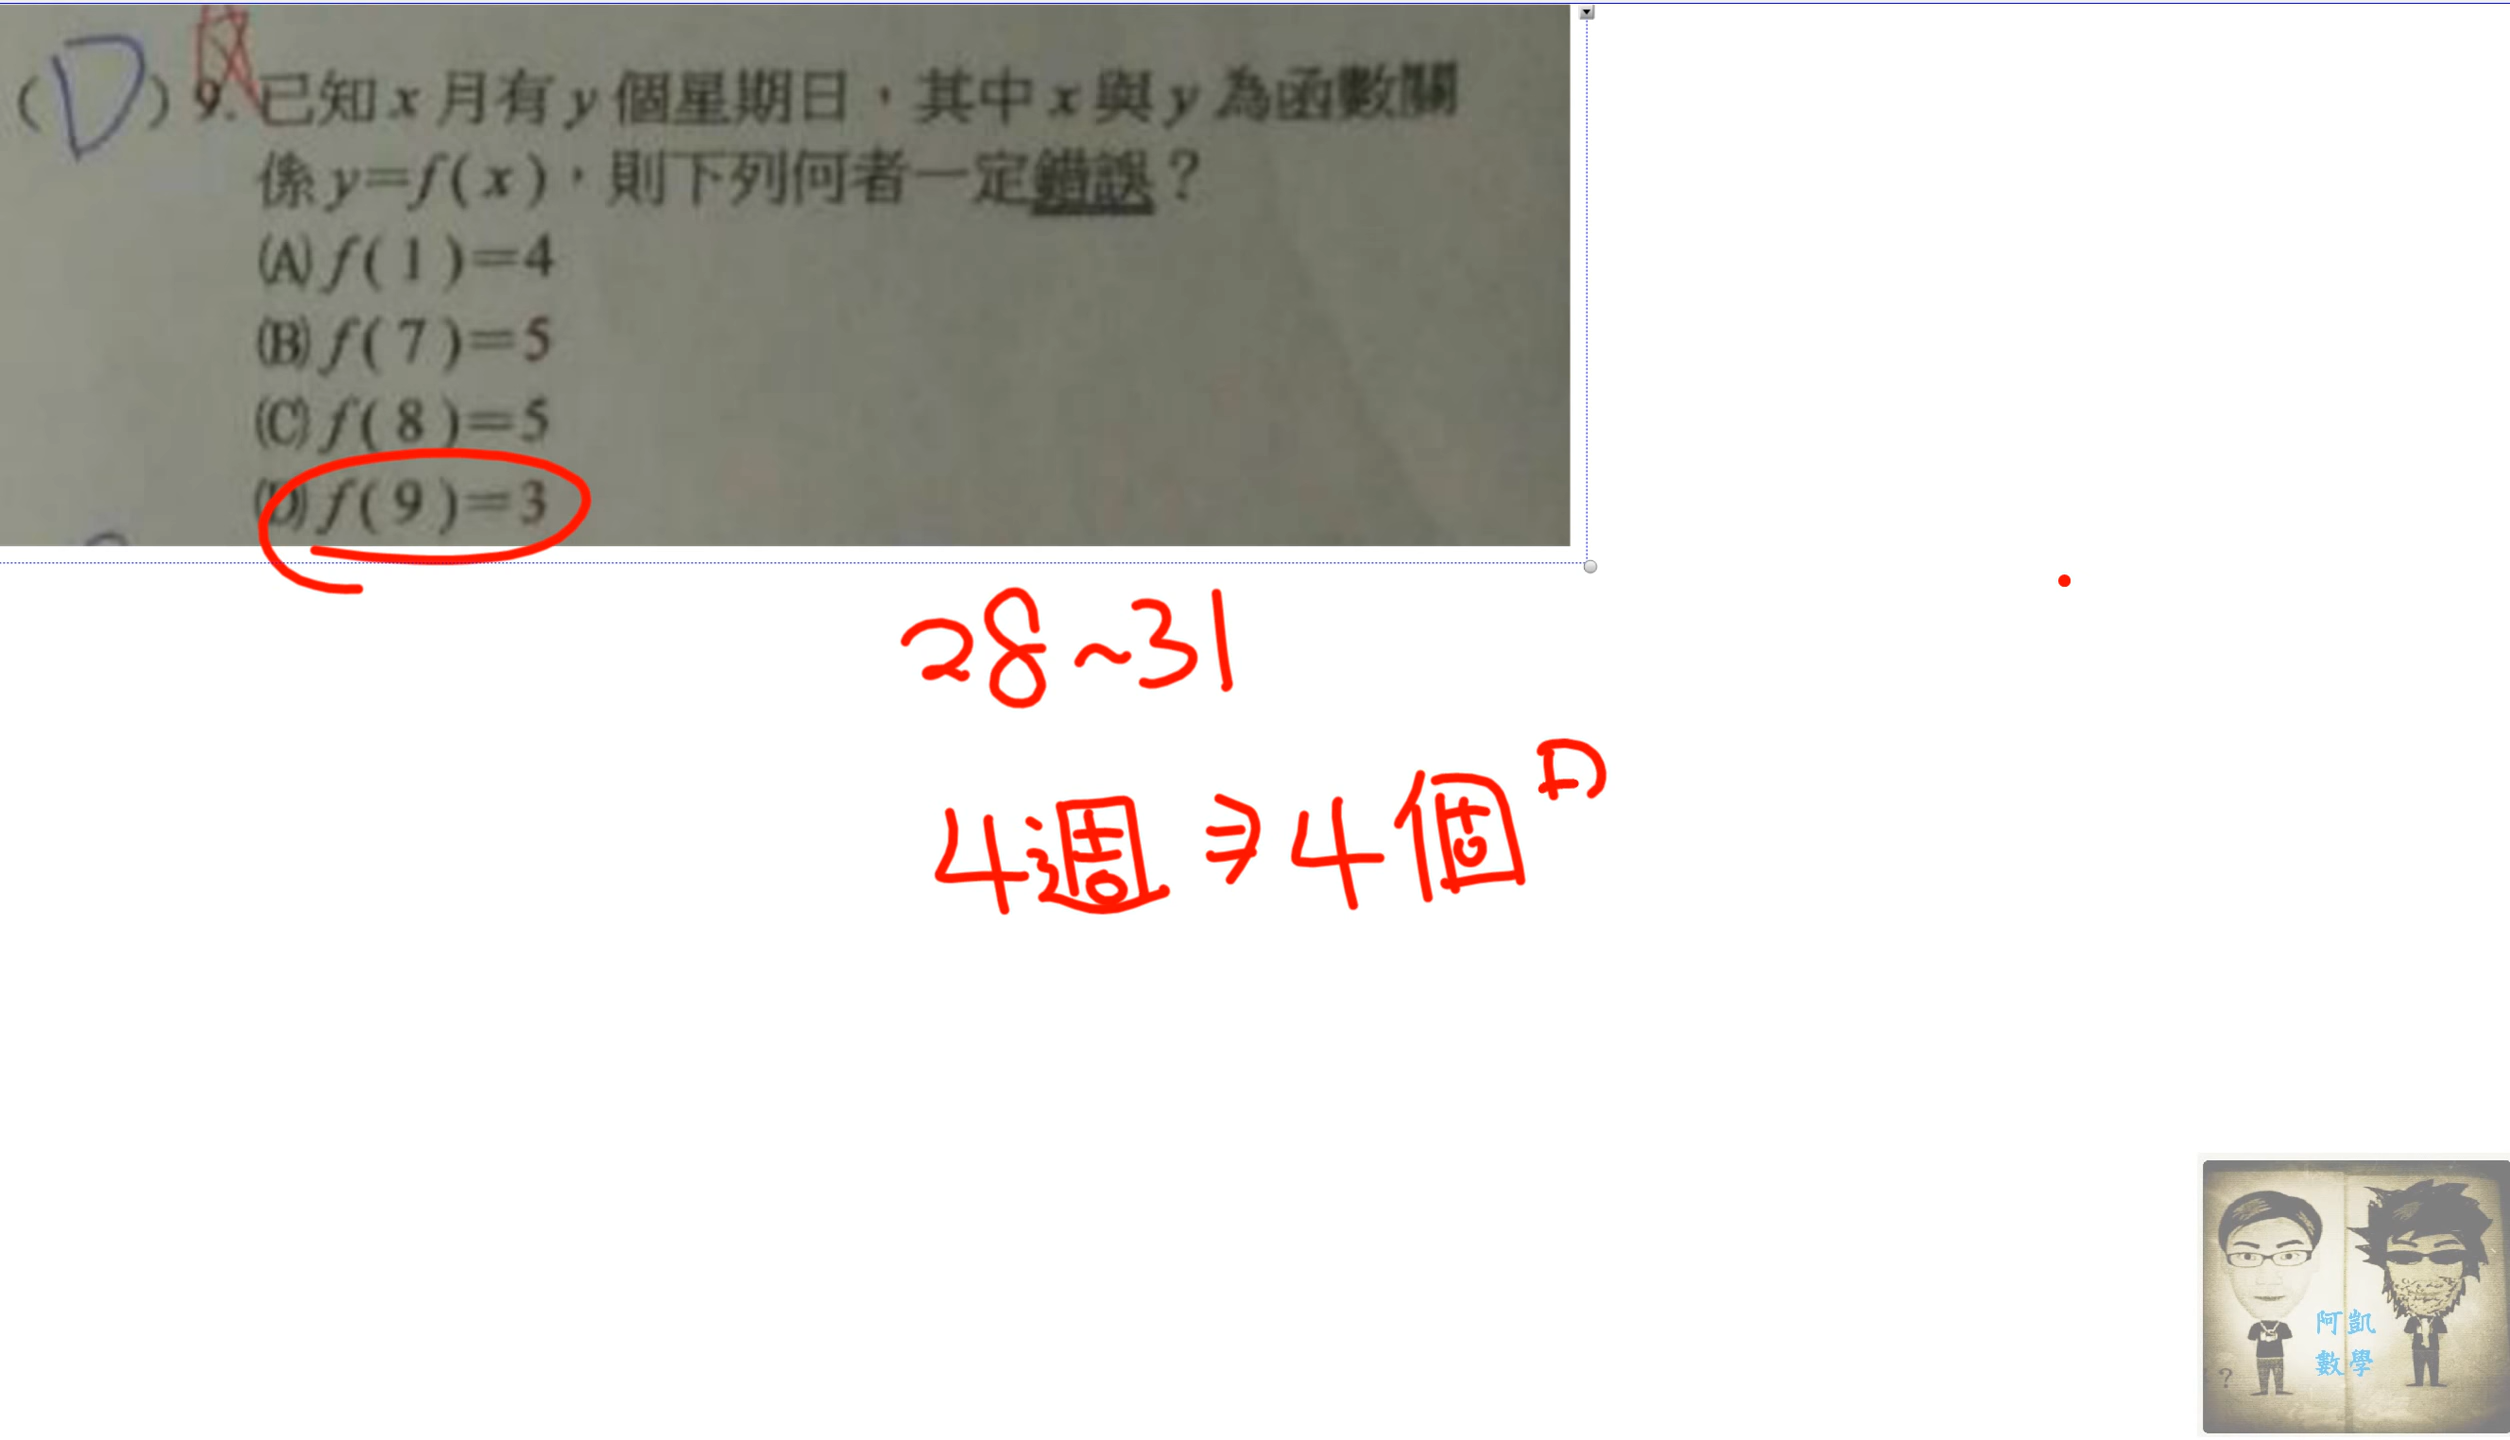 (D) 9. 已知 x 月有 y 個星期日，其中 x 與 y 為函數關
係 y=f(x)，則下列何者一定錯誤？
(A) f(1)=4
(B) f(7)=5
(C) f(8)=5
(D) f(9)=3
28~31
4週⇒4個D
阿凱
數學
?